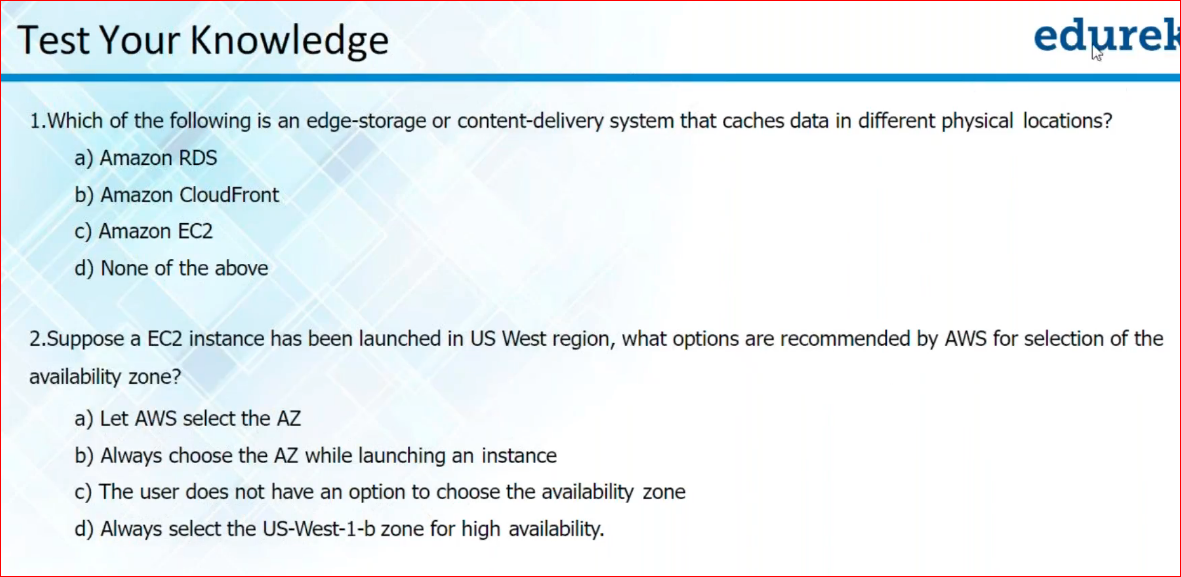 Test Your Knowledge
edurek
1.Which of the following is an edge-storage or content-delivery system that caches data in different physical locations?
a) Amazon RDS
b) Amazon CloudFront
c) Amazon EC2
d) None of the above
2.Suppose a EC2 instance has been launched in US West region, what options are recommended by AWS for selection of the
availability zone?
a) Let AWS select the AZ
b) Always choose the AZ while launching an instance
c) The user does not have an option to choose the availability zone
d) Always select the US-West-1-b zone for high availability.